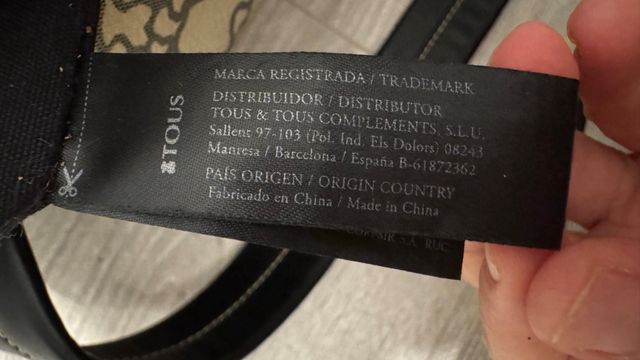 TOUS
MARCA REGISTRADA / TRADEMARK
DISTRIBUIDOR / DISTRIBUTOR
TOUS & TOUS COMPLEMENTS, S.L.U.
Sallent 97-103 (Pol. Ind. Els Dolors) 08243
Manresa / Barcelona / España B-61872362
PAÍS ORIGEN / ORIGIN COUNTRY
Fabricado en China / Made in China
S.A. RUC